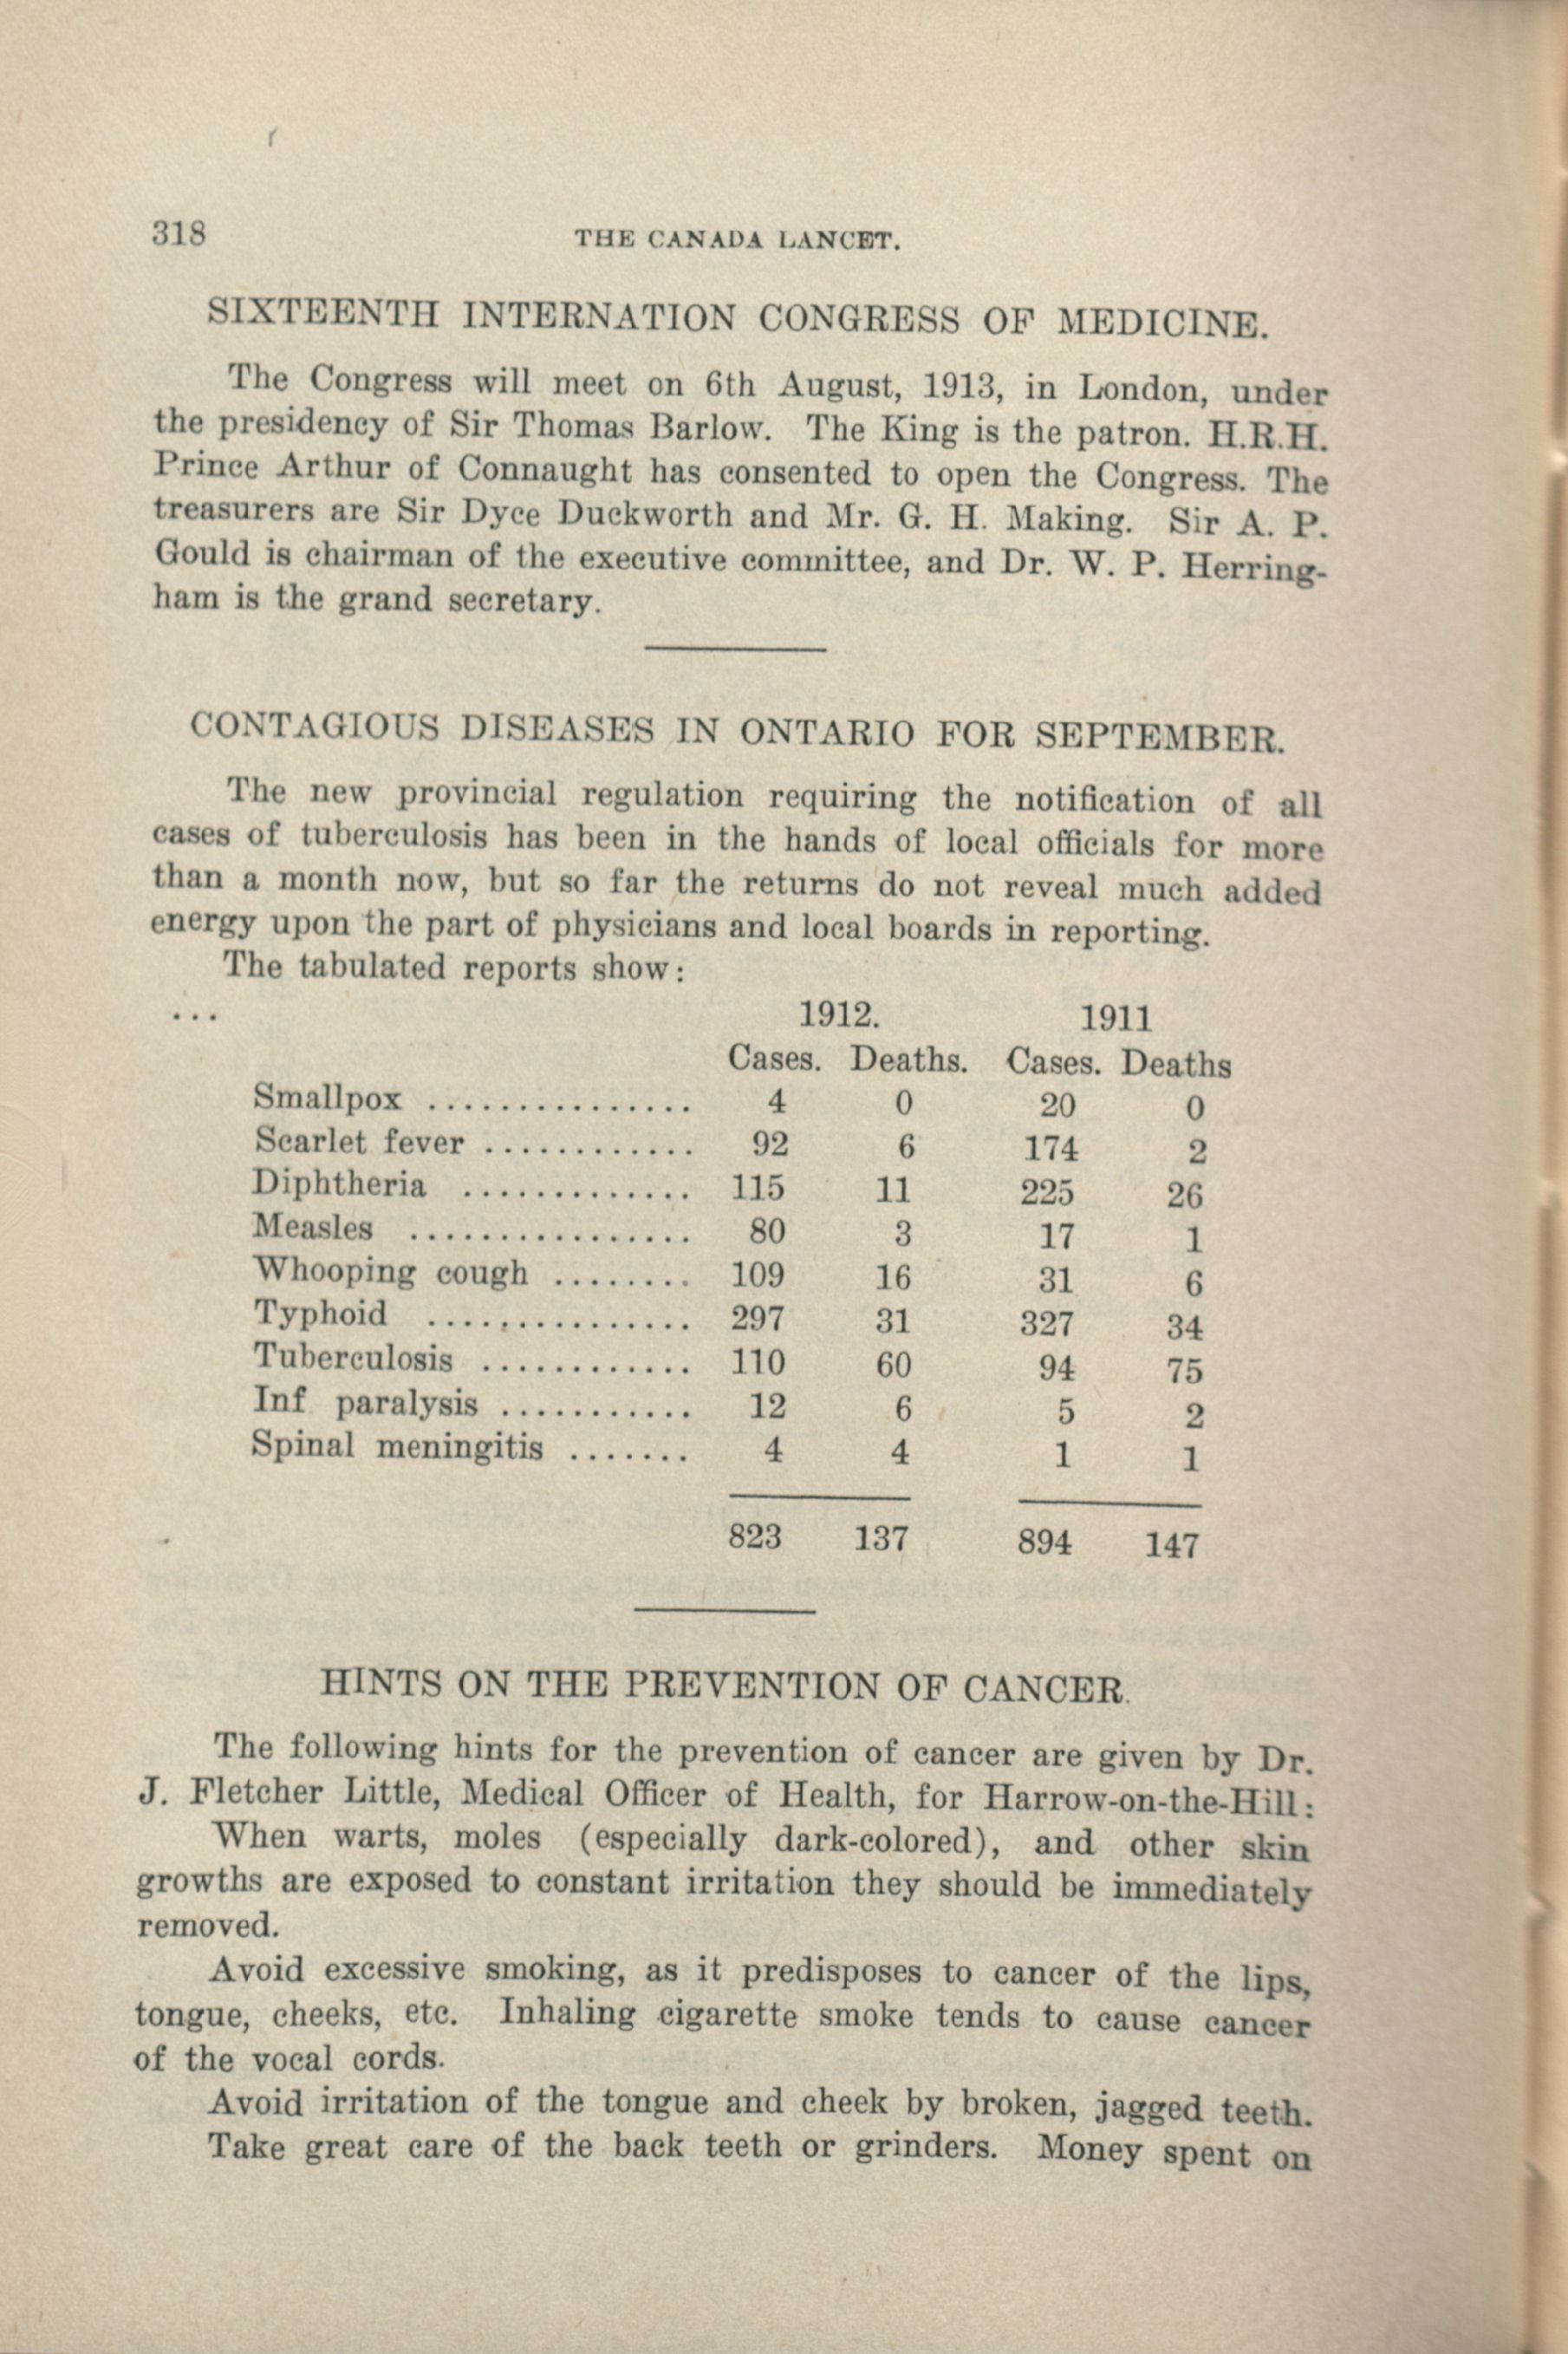 318
THE CANADA LANCET.
SIXTEENTH INTERNATION CONGRESS OF MEDICINE.
The Congress will meet on 6th August, 1913, in London, under
the presidency of Sir Thomas Barlow. The King is the patron. H.R.H.
Prince Arthur of Connaught has consented to open the Congress. The
treasurers are Sir Dyce Duckworth and Mr. G. H. Making. Sir A. P.
Gould is chairman of the executive committee, and Dr. W. P. Herring-
ham is the grand secretary.
CONTAGIOUS DISEASES IN ONTARIO FOR SEPTEMBER.
The new provincial regulation requiring the notification of all
cases of tuberculosis has been in the hands of local officials for more
than a month now, but so far the returns do not reveal much added
energy upon the part of physicians and local boards in reporting.
The tabulated reports show:
... 1912. 1911
Cases. Deaths. Cases. Deaths
Smallpox ............... 4 0 20 0
Scarlet fever ............ 92 6 174 2
Diphtheria ............. 115 11 225 26
Measles ................ 80 3 17 1
Whooping cough ........ 109 16 31 6
Typhoid ............... 297 31 327 34
Tuberculosis ............ 110 60 94 75
Inf paralysis ........... 12 6 5 2
Spinal meningitis ....... 4 4 1 1
823 137 894 147
HINTS ON THE PREVENTION OF CANCER.
The following hints for the prevention of cancer are given by Dr.
J. Fletcher Little, Medical Officer of Health, for Harrow-on-the-Hill:
When warts, moles (especially dark-colored), and other skin
growths are exposed to constant irritation they should be immediately
removed.
Avoid excessive smoking, as it predisposes to cancer of the lips,
tongue, cheeks, etc. Inhaling cigarette smoke tends to cause cancer
of the vocal cords.
Avoid irritation of the tongue and cheek by broken, jagged teeth.
Take great care of the back teeth or grinders. Money spent on